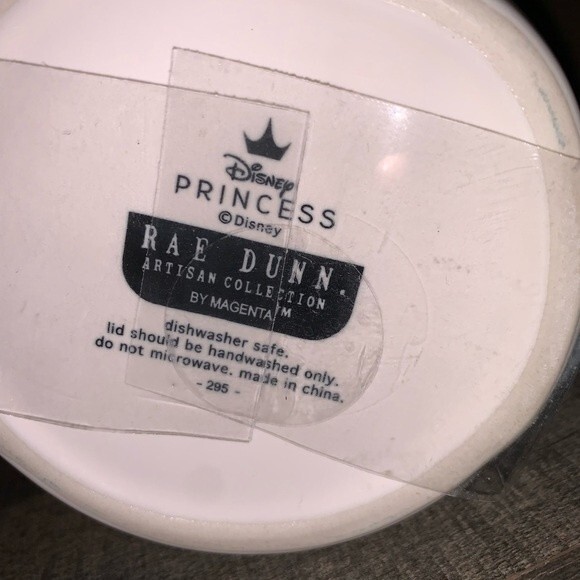 Disney
PRINCESS
©Disney
RAE DUNN.
ARTISAN COLLECTION
BY MAGENTA™
dishwasher safe.
lid should be handwashed only.
do not microwave. made in china.
- 295 -